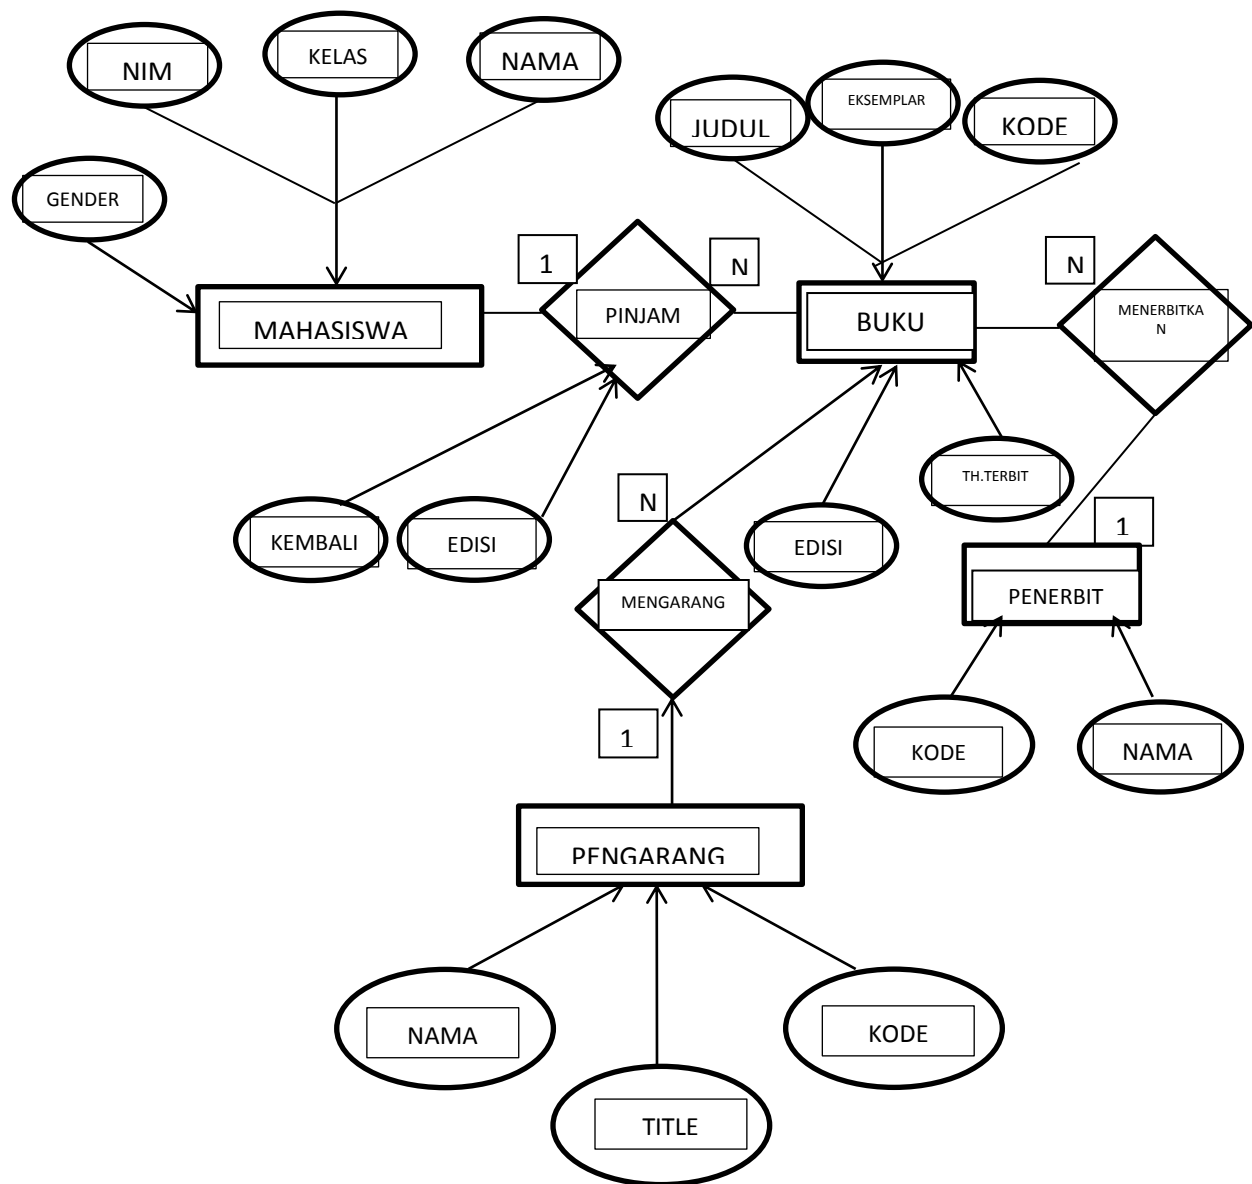 NIM
KELAS
NAMA
JUDUL
EKSEMPLAR
KODE
GENDER
1
N
N
MAHASISWA
PINJAM
BUKU
MENERBITKA
N
KEMBALI
EDISI
N
EDISI
TH.TERBIT
1
MENGARANG
PENERBIT
1
KODE
NAMA
PENGARANG
NAMA
KODE
TITLE